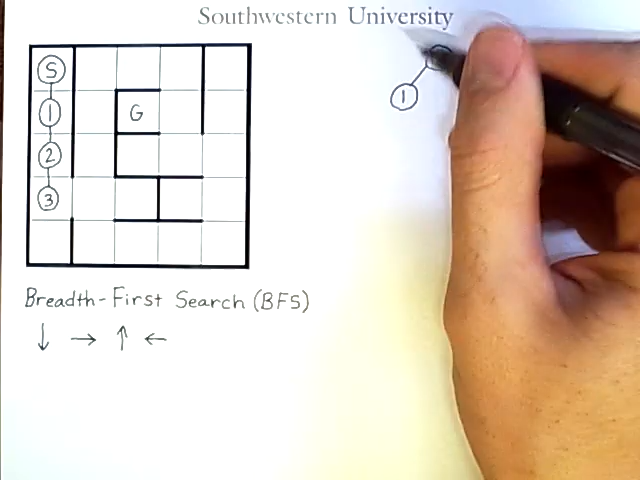 Southwestern University
S
1
1
G
2
3
Breadth-First Search (BFS)
↓ → ↑ ←